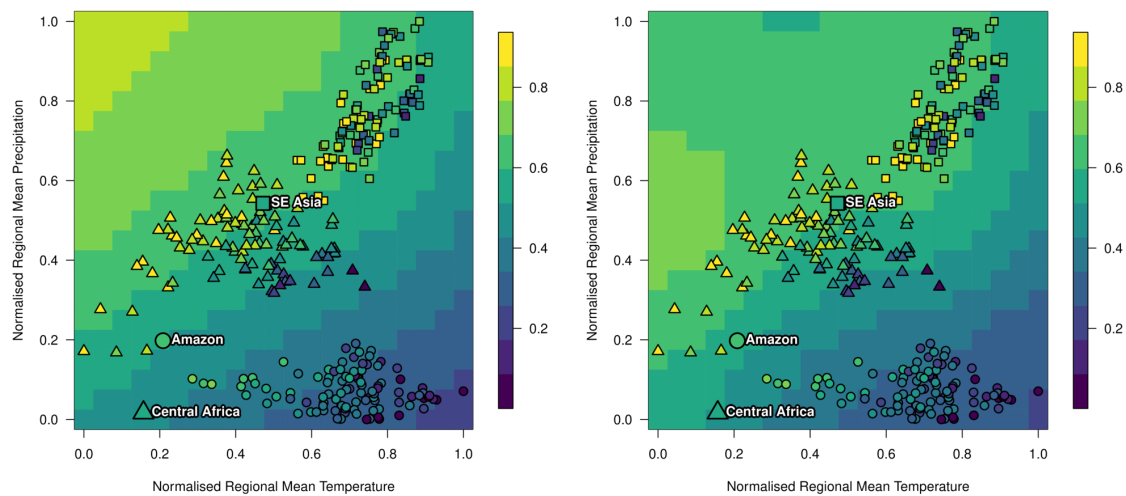 1.0
0.8
0.6
0.4
0.2
0.0
Normalised Regional Mean Precipitation
SE Asia
Amazon
Central Africa
0.0 0.2 0.4 0.6 0.8 1.0
Normalised Regional Mean Temperature
0.8
0.6
0.4
0.2
1.0
0.8
0.6
0.4
0.2
0.0
Normalised Regional Mean Precipitation
SE Asia
Amazon
Central Africa
0.0 0.2 0.4 0.6 0.8 1.0
Normalised Regional Mean Temperature
0.8
0.6
0.4
0.2